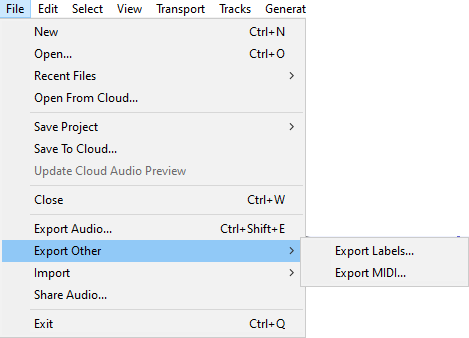 File Edit Select View Transport Tracks Generat
New Ctrl+N
Open... Ctrl+O
Recent Files
Open From Cloud...
Save Project
Save To Cloud...
Update Cloud Audio Preview
Close Ctrl+W
Export Audio... Ctrl+Shift+E
Export Other Export Labels...
Import Export MIDI...
Share Audio...
Exit Ctrl+Q